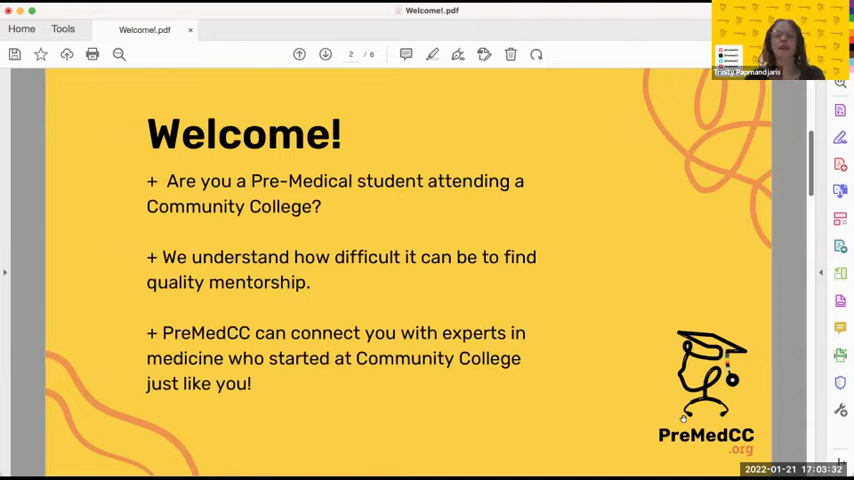 Welcome!.pdf
Home
Tools
Welcome!.pdf
×
2 / 6
Trinity Papmandjaris
Welcome!
+ Are you a Pre-Medical student attending a
Community College?
+ We understand how difficult it can be to find
quality mentorship.
+ PreMedCC can connect you with experts in
medicine who started at Community College
just like you!
PreMedCC
.org
2022-01-21 17:03:32